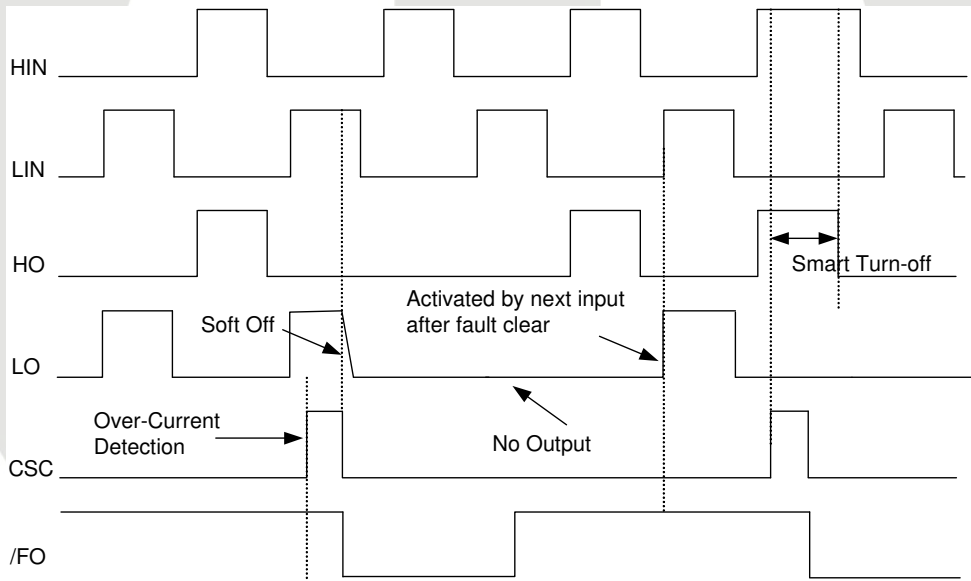 HIN
LIN
HO
Smart Turn-off
Activated by next input
after fault clear
Soft Off
LO
Over-Current
Detection
No Output
CSC
/FO